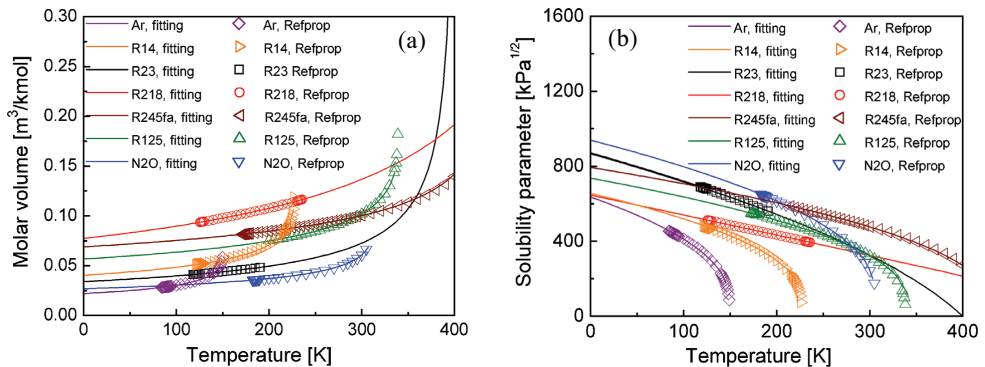 (a)
Ar, fitting Ar, Refprop
R14, fitting R14, Refprop
R23, fitting R23 Refprop
R218, fitting R218, Refprop
R245fa, fitting R245fa, Refprop
R125, fitting R125, Refprop
N2O, fitting N2O, Refprop
Molar volume [m³/kmol]
0.30
0.25
0.20
0.15
0.10
0.05
0.00
0 100 200 300 400
Temperature [K]
(b)
Ar, fitting Ar, Refprop
R14, fitting R14, Refprop
R23, fitting R23, Refprop
R218, fitting R218, Refprop
R245fa, fitting R245fa, Refprop
R125, fitting R125, Refprop
N2O, fitting N2O, Refprop
Solubility parameter [kPa^1/2]
1600
1200
800
400
0
0 100 200 300 400
Temperature [K]